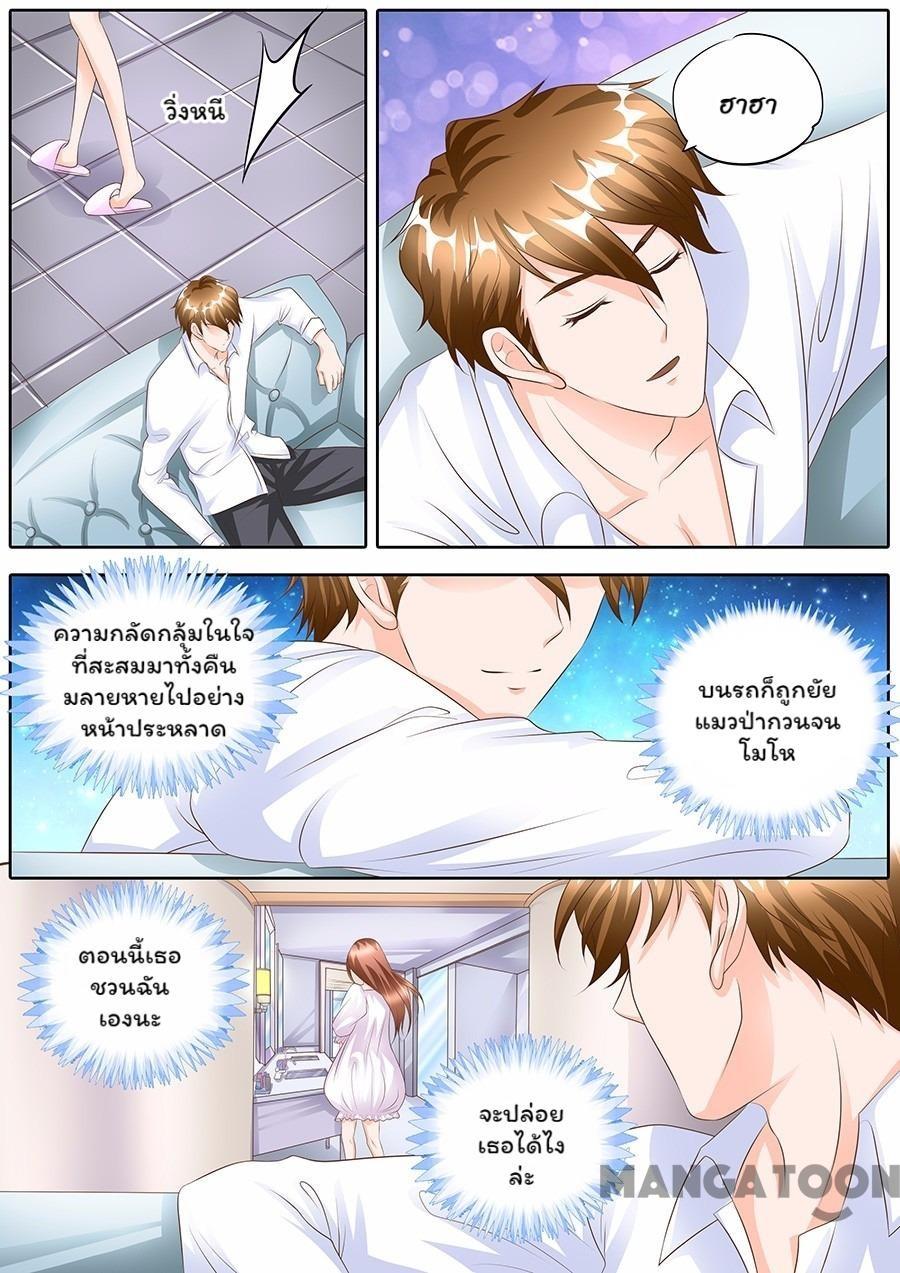 วิ่งหนี
ฮาฮา
ความกลัดกลุ้มในใจ
ที่สะสมมาทั้งคืน
มลายหายไปอย่าง
หน้าประหลาด
บนรถก็ถูกยัย
แมวป่ากวนจน
โมโห
ตอนนี้เธอ
ชวนฉัน
เองนะ
จะปล่อย
เธอได้ไง
ล่ะ
MANGATOON